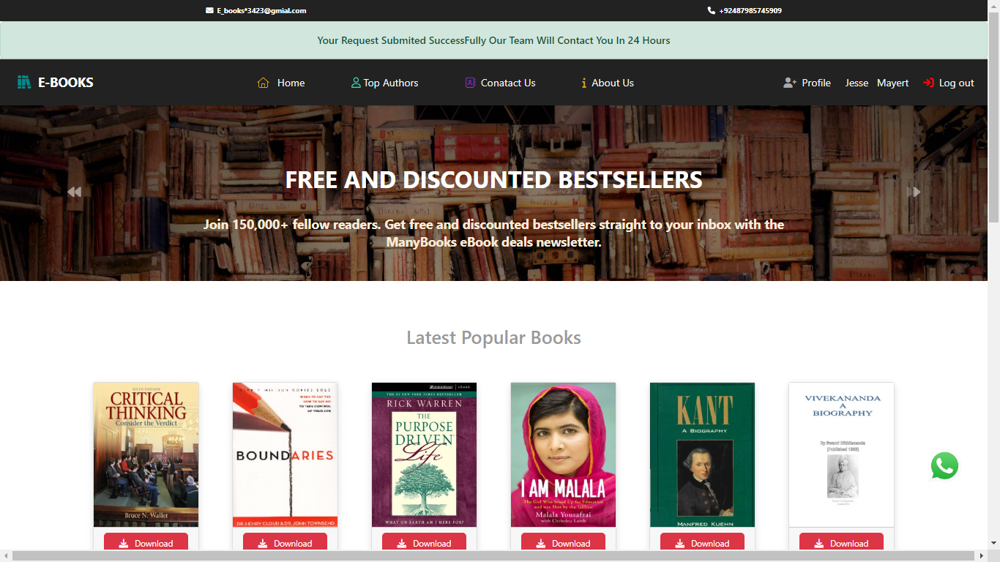 E_books*3423@gmial.com
+92487985745909
Your Request Submited SuccessFully Our Team Will Contact You In 24 Hours
E-BOOKS
Home
Top Authors
Conatact Us
About Us
Profile
Jesse Mayert
Log out
FREE AND DISCOUNTED BESTSELLERS
Join 150,000+ fellow readers. Get free and discounted bestsellers straight to your inbox with the
ManyBooks eBook deals newsletter.
Latest Popular Books
SIXTH EDITION
CRITICAL
THINKING
Consider the Verdict
Bruce N. Waller
Download
COPIES SOLD
WHEN TO SAY YES
HOW TO SAY NO
TO TAKE CONTROL
OF YOUR LIFE
BOUNDARIES
DR. HENRY CLOUD & DR. JOHN TOWNSEND
Download
ZONDERVAN ebook
THE #1 NEW YORK TIMES BESTSELLER
RICK WARREN
THE
PURPOSE
DRIVEN
Life
WHAT ON EARTH AM I HERE FOR?
Download
I AM MALALA
The Girl Who Stood Up for Education
and was Shot by the Taliban
Malala Yousafzai
with Christina Lamb
Download
KANT
A BIOGRAPHY
MANFRED KUEHN
Download
VIVEKANANDA
A
BIOGRAPHY
By Swami Nikhilananda
Download